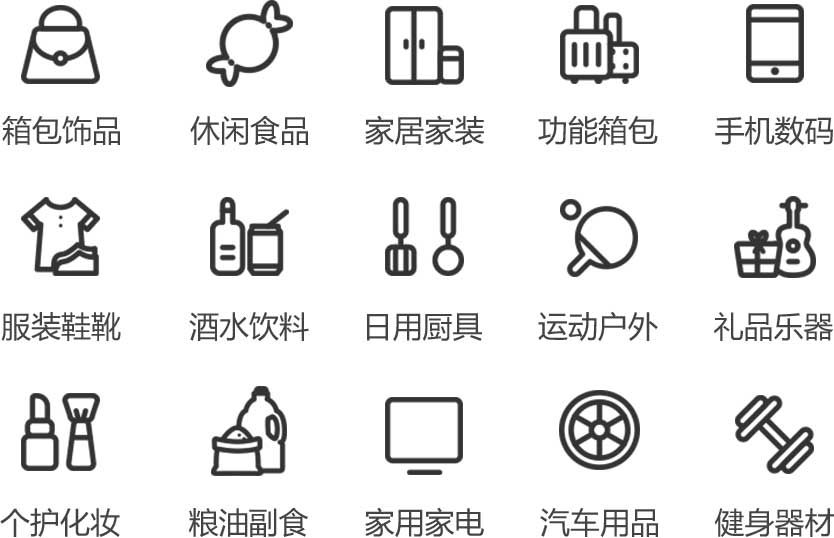 箱包饰品 休闲食品 家居家装 功能箱包 手机数码
服装鞋靴 酒水饮料 日用厨具 运动户外 礼品乐器
个护化妆 粮油副食 家用家电 汽车用品 健身器材